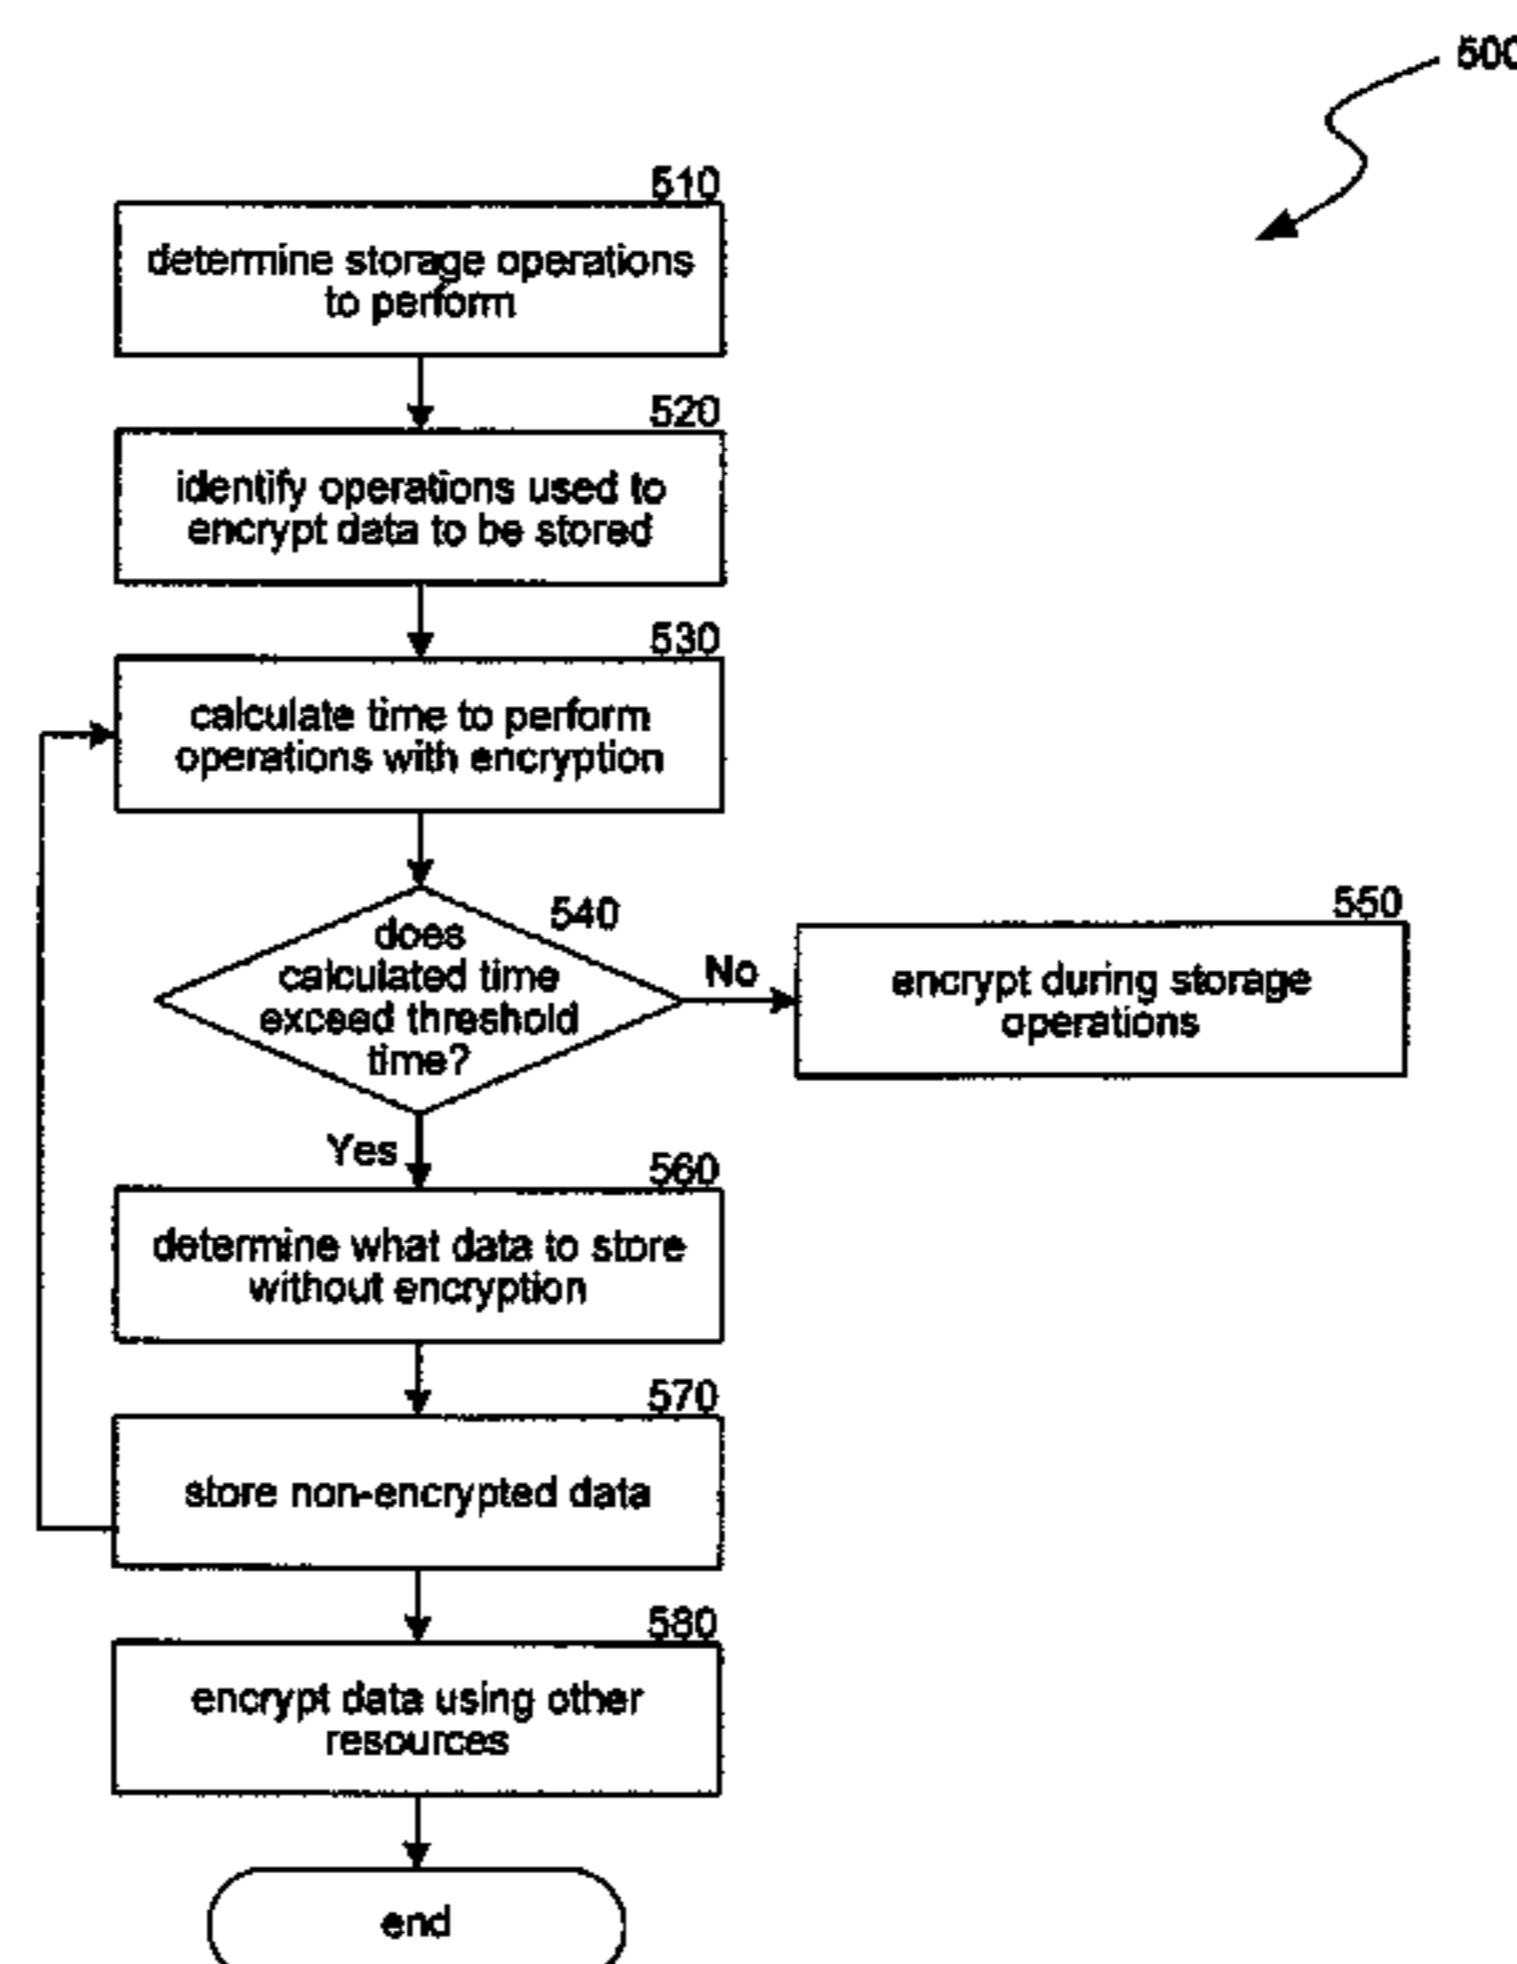 500
510
determine storage operations
to perform
520
identify operations used to
encrypt data to be stored
530
calculate time to perform
operations with encryption
540
does
calculated time
exceed threshold
time?
No
550
encrypt during storage
operations
Yes
560
determine what data to store
without encryption
570
store non-encrypted data
580
encrypt data using other
resources
end